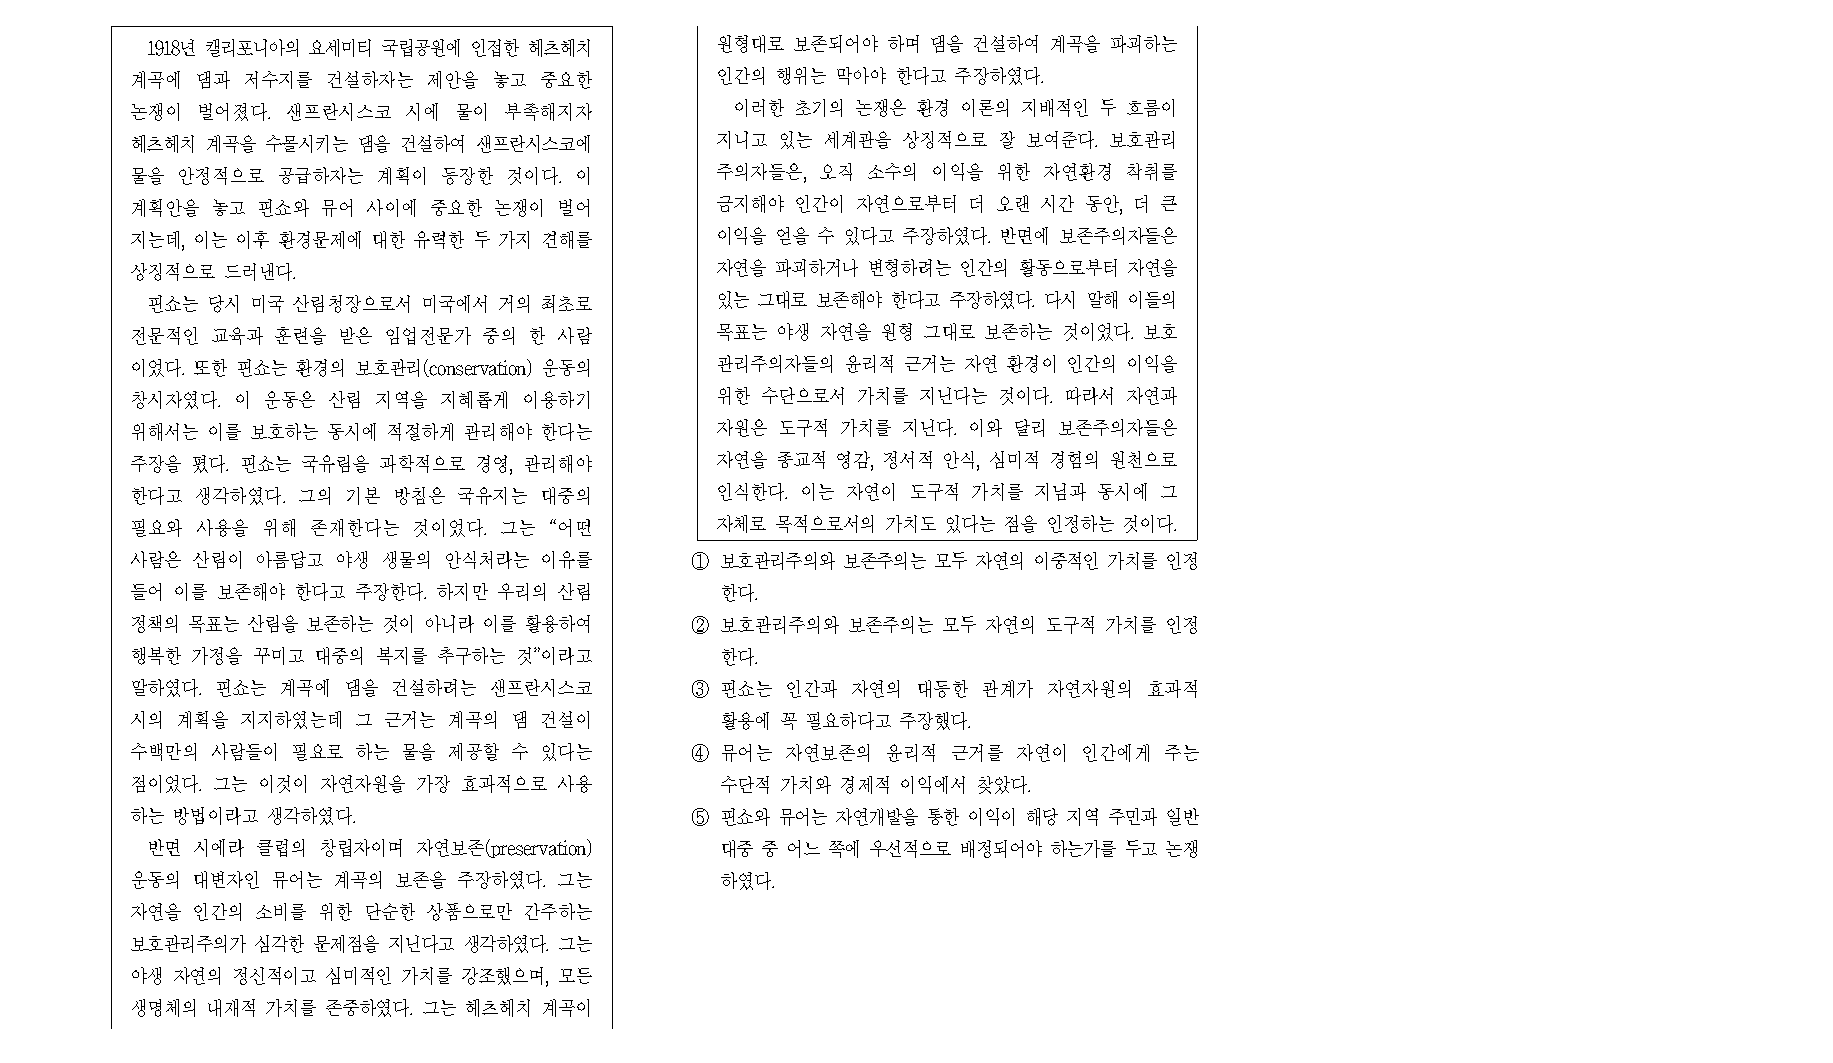 1918년 캘리포니아의 요세미티 국립공원에 인접한 헤츠헤치
계곡에 댐과 저수지를 건설하자는 제안을 놓고 중요한
논쟁이 벌어졌다. 샌프란시스코 시에 물이 부족해지자
헤츠헤치 계곡을 수몰시키는 댐을 건설하여 샌프란시스코에
물을 안정적으로 공급하자는 계획이 등장한 것이다. 이
계획안을 놓고 핀쇼와 뮤어 사이에 중요한 논쟁이 벌어
지는데, 이는 이후 환경문제에 대한 유력한 두 가지 견해를
상징적으로 드러낸다.
핀쇼는 당시 미국 산림청장으로서 미국에서 거의 최초로
전문적인 교육과 훈련을 받은 임업전문가 중의 한 사람
이었다. 또한 핀쇼는 환경의 보호관리(conservation) 운동의
창시자였다. 이 운동은 산림 지역을 지혜롭게 이용하기
위해서는 이를 보호하는 동시에 적절하게 관리해야 한다는
주장을 폈다. 핀쇼는 국유림을 과학적으로 경영, 관리해야
한다고 생각하였다. 그의 기본 방침은 국유지는 대중의
필요와 사용을 위해 존재한다는 것이었다. 그는 “어떤
사람은 산림이 아름답고 야생 생물의 안식처라는 이유를
들어 이를 보존해야 한다고 주장한다. 하지만 우리의 산림
정책의 목표는 산림을 보존하는 것이 아니라 이를 활용하여
행복한 가정을 꾸미고 대중의 복지를 추구하는 것”이라고
말하였다. 핀쇼는 계곡에 댐을 건설하려는 샌프란시스코
시의 계획을 지지하였는데 그 근거는 계곡의 댐 건설이
수백만의 사람들이 필요로 하는 물을 제공할 수 있다는
점이었다. 그는 이것이 자연자원을 가장 효과적으로 사용
하는 방법이라고 생각하였다.
반면 시에라 클럽의 창립자이며 자연보존(preservation)
운동의 대변자인 뮤어는 계곡의 보존을 주장하였다. 그는
자연을 인간의 소비를 위한 단순한 상품으로만 간주하는
보호관리주의가 심각한 문제점을 지닌다고 생각하였다. 그는
야생 자연의 정신적이고 심미적인 가치를 강조했으며, 모든
생명체의 내재적 가치를 존중하였다. 그는 헤츠헤치 계곡이
원형대로 보존되어야 하며 댐을 건설하여 계곡을 파괴하는
인간의 행위는 막아야 한다고 주장하였다.
이러한 초기의 논쟁은 환경 이론의 지배적인 두 흐름이
지니고 있는 세계관을 상징적으로 잘 보여준다. 보호관리
주의자들은, 오직 소수의 이익을 위한 자연환경 착취를
금지해야 인간이 자연으로부터 더 오랜 시간 동안, 더 큰
이익을 얻을 수 있다고 주장하였다. 반면에 보존주의자들은
자연을 파괴하거나 변형하려는 인간의 활동으로부터 자연을
있는 그대로 보존해야 한다고 주장하였다. 다시 말해 이들의
목표는 야생 자연을 원형 그대로 보존하는 것이었다. 보호
관리주의자들의 윤리적 근거는 자연 환경이 인간의 이익을
위한 수단으로서 가치를 지닌다는 것이다. 따라서 자연과
자원은 도구적 가치를 지닌다. 이와 달리 보존주의자들은
자연을 종교적 영감, 정서적 안식, 심미적 경험의 원천으로
인식한다. 이는 자연이 도구적 가치를 지님과 동시에 그
자체로 목적으로서의 가치도 있다는 점을 인정하는 것이다.
① 보호관리주의와 보존주의는 모두 자연의 이중적인 가치를 인정
한다.
② 보호관리주의와 보존주의는 모두 자연의 도구적 가치를 인정
한다.
③ 핀쇼는 인간과 자연의 대등한 관계가 자연자원의 효과적
활용에 꼭 필요하다고 주장했다.
④ 뮤어는 자연보존의 윤리적 근거를 자연이 인간에게 주는
수단적 가치와 경제적 이익에서 찾았다.
⑤ 핀쇼와 뮤어는 자연개발을 통한 이익이 해당 지역 주민과 일반
대중 중 어느 쪽에 우선적으로 배정되어야 하는가를 두고 논쟁
하였다.